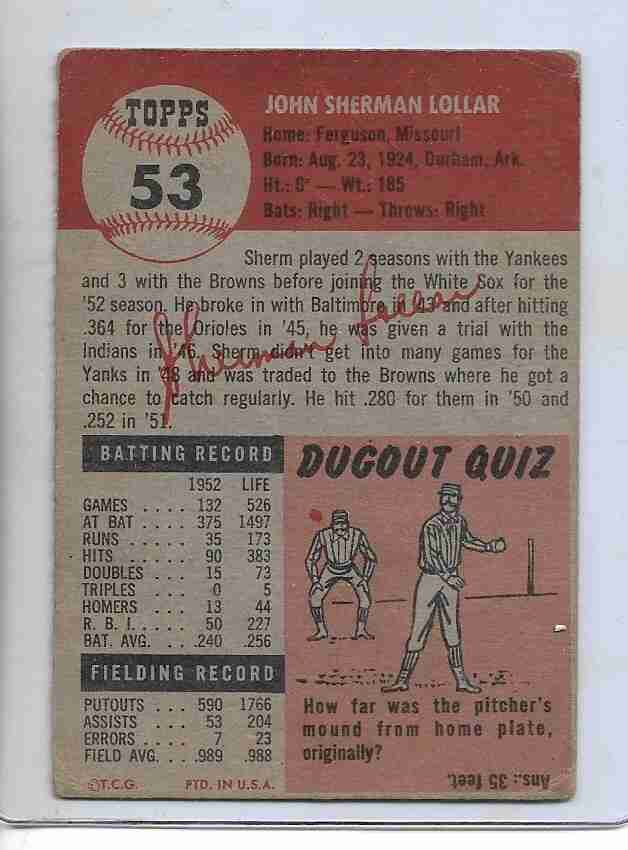 TOPPS
53
JOHN SHERMAN LOLLAR
Home: Ferguson, Missouri
Born: Aug. 23, 1924, Durham, Ark.
Ht.: 6' — Wt.: 185
Bats: Right — Throws: Right
Sherm played 2 seasons with the Yankees
and 3 with the Browns before joining the White Sox for the
'52 season. He broke in with Baltimore in '43 and after hitting
.364 for the Orioles in '45, he was given a trial with the
Indians in '46. Sherm didn't get into many games for the
Yanks in '48 and was traded to the Browns where he got a
chance to catch regularly. He hit .280 for them in '50 and
.252 in '51.
Sherman Lollar
BATTING RECORD
1952 LIFE
GAMES .... 132 526
AT BAT .... 375 1497
RUNS .... 35 173
HITS .... 90 383
DOUBLES .... 15 73
TRIPLES .... 0 5
HOMERS .... 13 44
R. B. I. .... 50 227
BAT. AVG. ... .240 .256
FIELDING RECORD
PUTOUTS ... 590 1766
ASSISTS .... 53 204
ERRORS .... 7 23
FIELD AVG. .. .989 .988
©T.C.G. PTD. IN U.S.A.
DUGOUT QUIZ
How far was the pitcher's
mound from home plate,
originally?
Ans.: 35 feet.